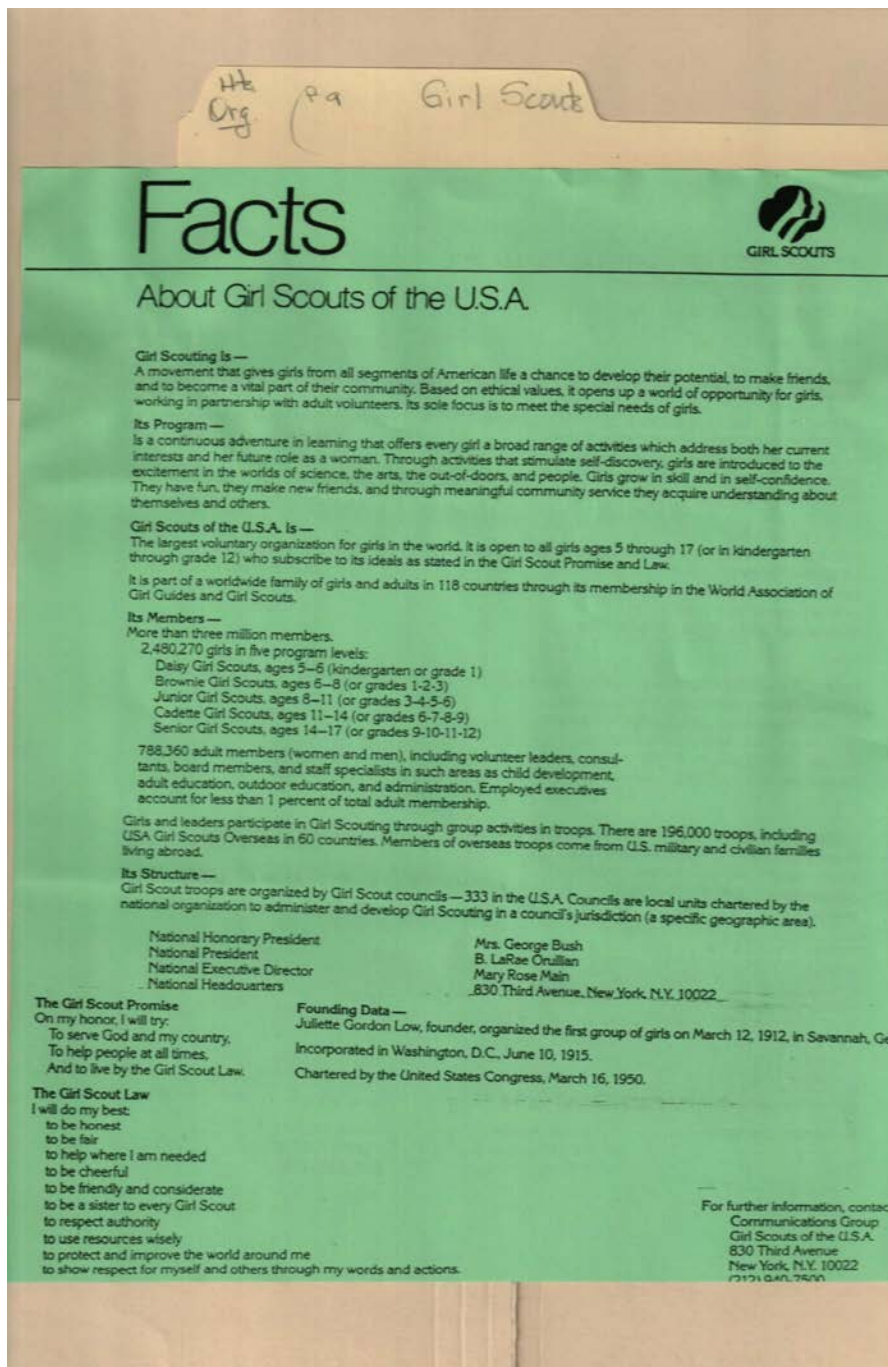 Hts
Org (Pa Girl Scouts
Facts
GIRL SCOUTS
About Girl Scouts of the U.S.A.
Girl Scouting Is —
A movement that gives girls from all segments of American life a chance to develop their potential, to make friends,
and to become a vital part of their community. Based on ethical values, it opens up a world of opportunity for girls,
working in partnership with adult volunteers. Its sole focus is to meet the special needs of girls.
Its Program —
Is a continuous adventure in learning that offers every girl a broad range of activities which address both her current
interests and her future role as a woman. Through activities that stimulate self-discovery, girls are introduced to the
excitement in the worlds of science, the arts, the out-of-doors, and people. Girls grow in skill and in self-confidence.
They have fun, they make new friends, and through meaningful community service they acquire understanding about
themselves and others.
Girl Scouts of the U.S.A. Is —
The largest voluntary organization for girls in the world. It is open to all girls ages 5 through 17 (or in kindergarten
through grade 12) who subscribe to its ideals as stated in the Girl Scout Promise and Law.
It is part of a worldwide family of girls and adults in 118 countries through its membership in the World Association of
Girl Guides and Girl Scouts.
Its Members —
More than three million members.
2,480,270 girls in five program levels:
Daisy Girl Scouts, ages 5–6 (kindergarten or grade 1)
Brownie Girl Scouts, ages 6–8 (or grades 1-2-3)
Junior Girl Scouts, ages 8–11 (or grades 3-4-5-6)
Cadette Girl Scouts, ages 11–14 (or grades 6-7-8-9)
Senior Girl Scouts, ages 14–17 (or grades 9-10-11-12)
788,360 adult members (women and men), including volunteer leaders, consul-
tants, board members, and staff specialists in such areas as child development,
adult education, outdoor education, and administration. Employed executives
account for less than 1 percent of total adult membership.
Girls and leaders participate in Girl Scouting through group activities in troops. There are 196,000 troops, including
USA Girl Scouts Overseas in 60 countries. Members of overseas troops come from U.S. military and civilian families
living abroad.
Its Structure —
Girl Scout troops are organized by Girl Scout councils — 333 in the U.S.A. Councils are local units chartered by the
national organization to administer and develop Girl Scouting in a council's jurisdiction (a specific geographic area).
National Honorary President Mrs. George Bush
National President B. LaRae Orullian
National Executive Director Mary Rose Main
National Headquarters 830 Third Avenue, New York, N.Y. 10022
The Girl Scout Promise
On my honor, I will try:
To serve God and my country,
To help people at all times,
And to live by the Girl Scout Law.
Founding Data —
Juliette Gordon Low, founder, organized the first group of girls on March 12, 1912, in Savannah, Ge
Incorporated in Washington, D.C., June 10, 1915.
Chartered by the United States Congress, March 16, 1950.
The Girl Scout Law
I will do my best:
to be honest
to be fair
to help where I am needed
to be cheerful
to be friendly and considerate
to be a sister to every Girl Scout
to respect authority
to use resources wisely
to protect and improve the world around me
to show respect for myself and others through my words and actions.
For further information, contac
Communications Group
Girl Scouts of the U.S.A.
830 Third Avenue
New York, N.Y. 10022
(212) 940-7500